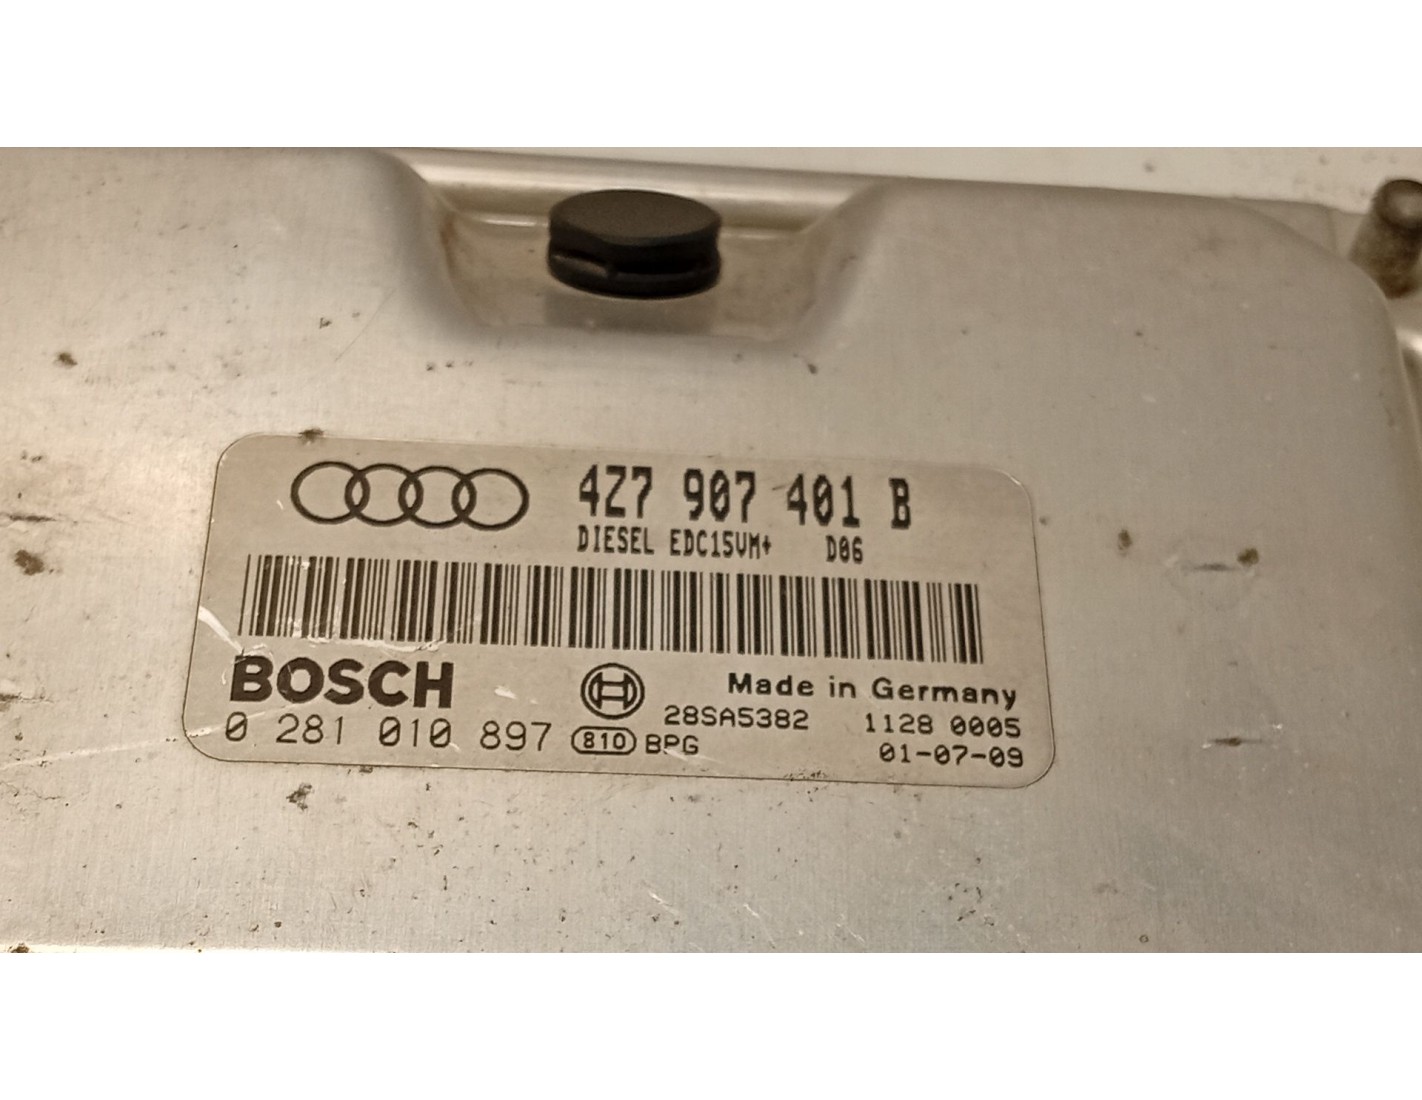 4Z7 907 401 B
DIESEL EDC15VM+ D06
BOSCH
Made in Germany
0 281 010 897 810 BPG 28SA5382 1128 0005
01-07-09